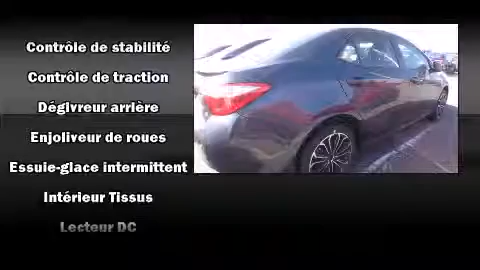 Contrôle de stabilité
Contrôle de traction
Dégivreur arrière
Enjoliveur de roues
Essuie-glace intermittent
Intérieur Tissus
Lecteur DC